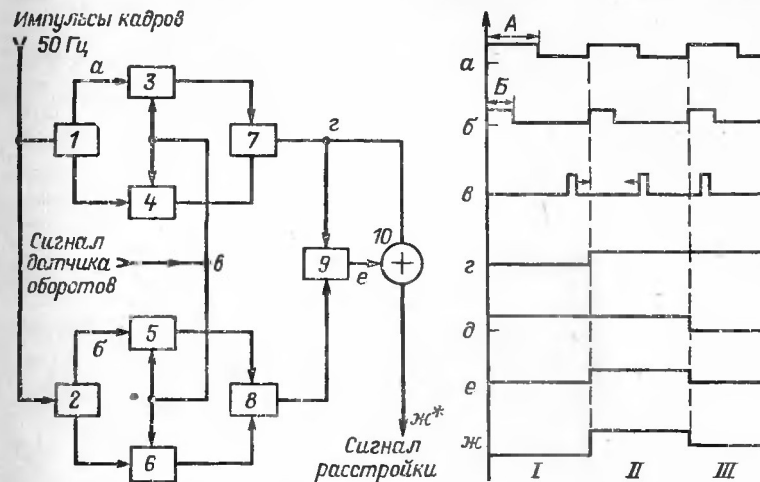 Импульсы кадров
50 Гц
а
3
1
7
г
4
10
Сигнал
датчика
оборотов
в
9
е
+
5
б
2
8
6
ж*
Сигнал
расстройки
А
а
Б
б
в
г
д
е
ж
I
II
III